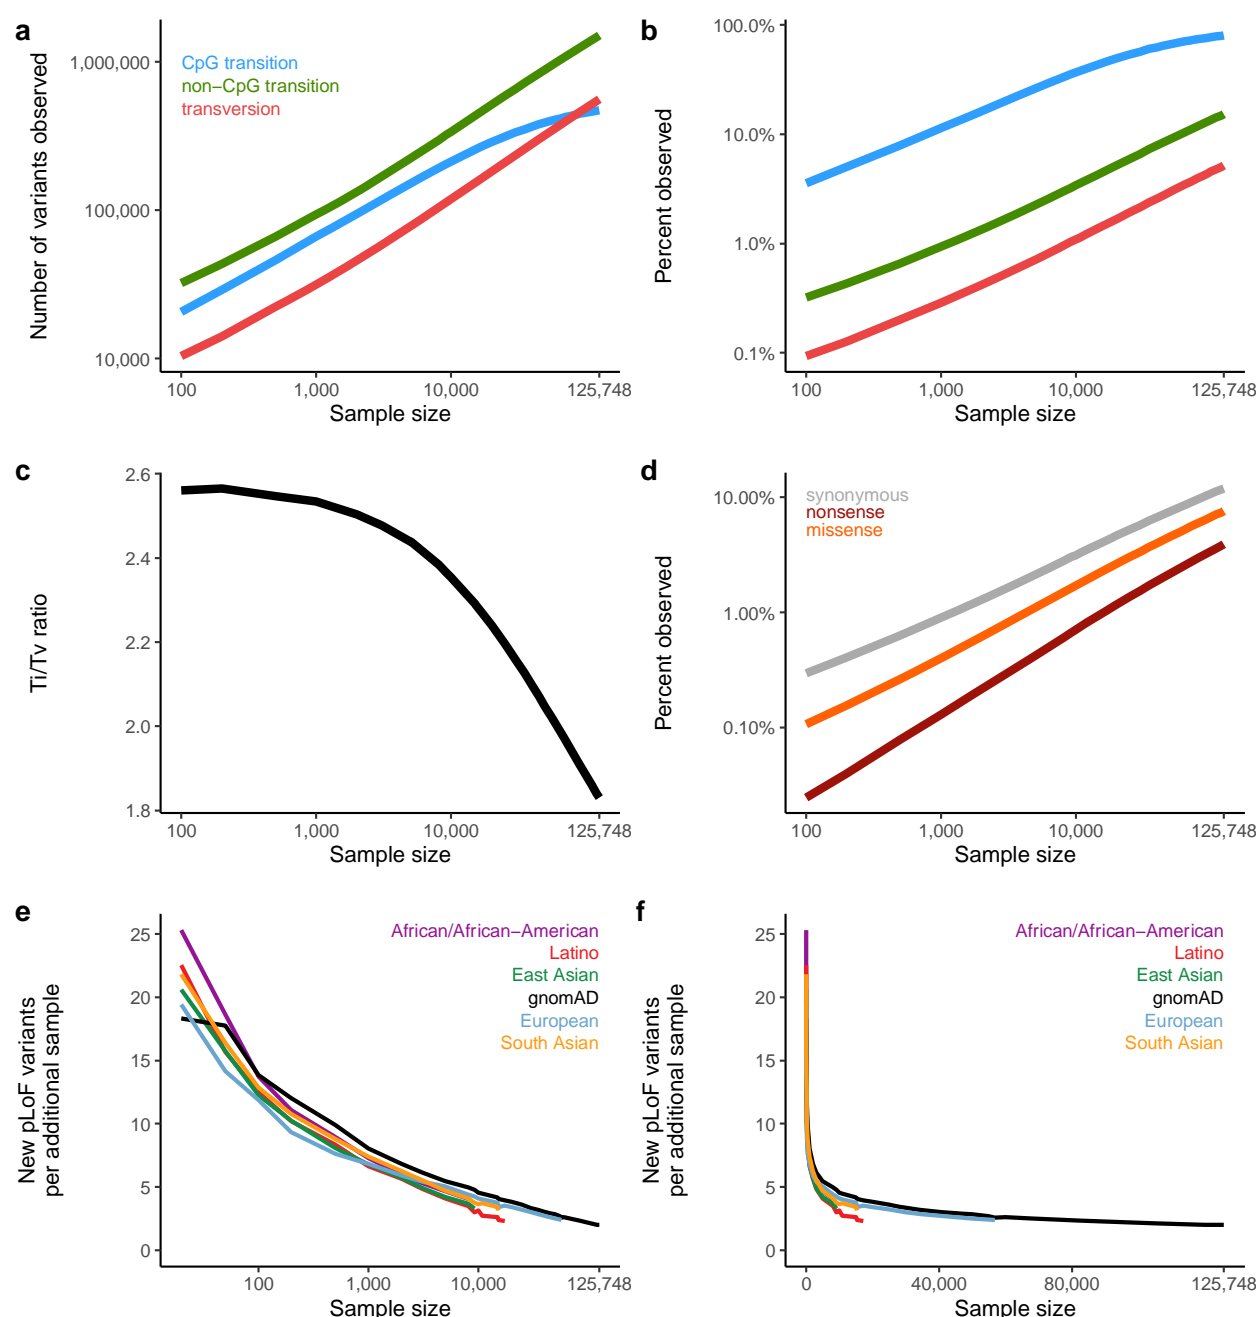 a
Number of variants observed
1,000,000
100,000
10,000
CpG transition
non−CpG transition
transversion
100
1,000
10,000
125,748
Sample size
b
Percent observed
100.0%
10.0%
1.0%
0.1%
100
1,000
10,000
125,748
Sample size
c
Ti/Tv ratio
2.6
2.4
2.2
2.0
1.8
100
1,000
10,000
125,748
Sample size
d
Percent observed
10.00%
1.00%
0.10%
synonymous
nonsense
missense
100
1,000
10,000
125,748
Sample size
e
New pLoF variants
per additional sample
25
20
15
10
5
0
African/African−American
Latino
East Asian
gnomAD
European
South Asian
100
1,000
10,000
125,748
Sample size
f
New pLoF variants
per additional sample
25
20
15
10
5
0
African/African−American
Latino
East Asian
gnomAD
European
South Asian
0
40,000
80,000
125,748
Sample size